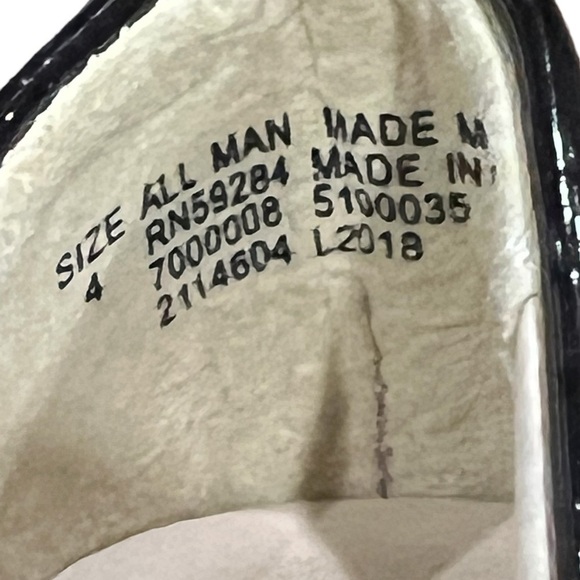 SIZE ALL MAN MADE M
4 RN59284 MADE IN
7000008 5100035
2114604 L2018